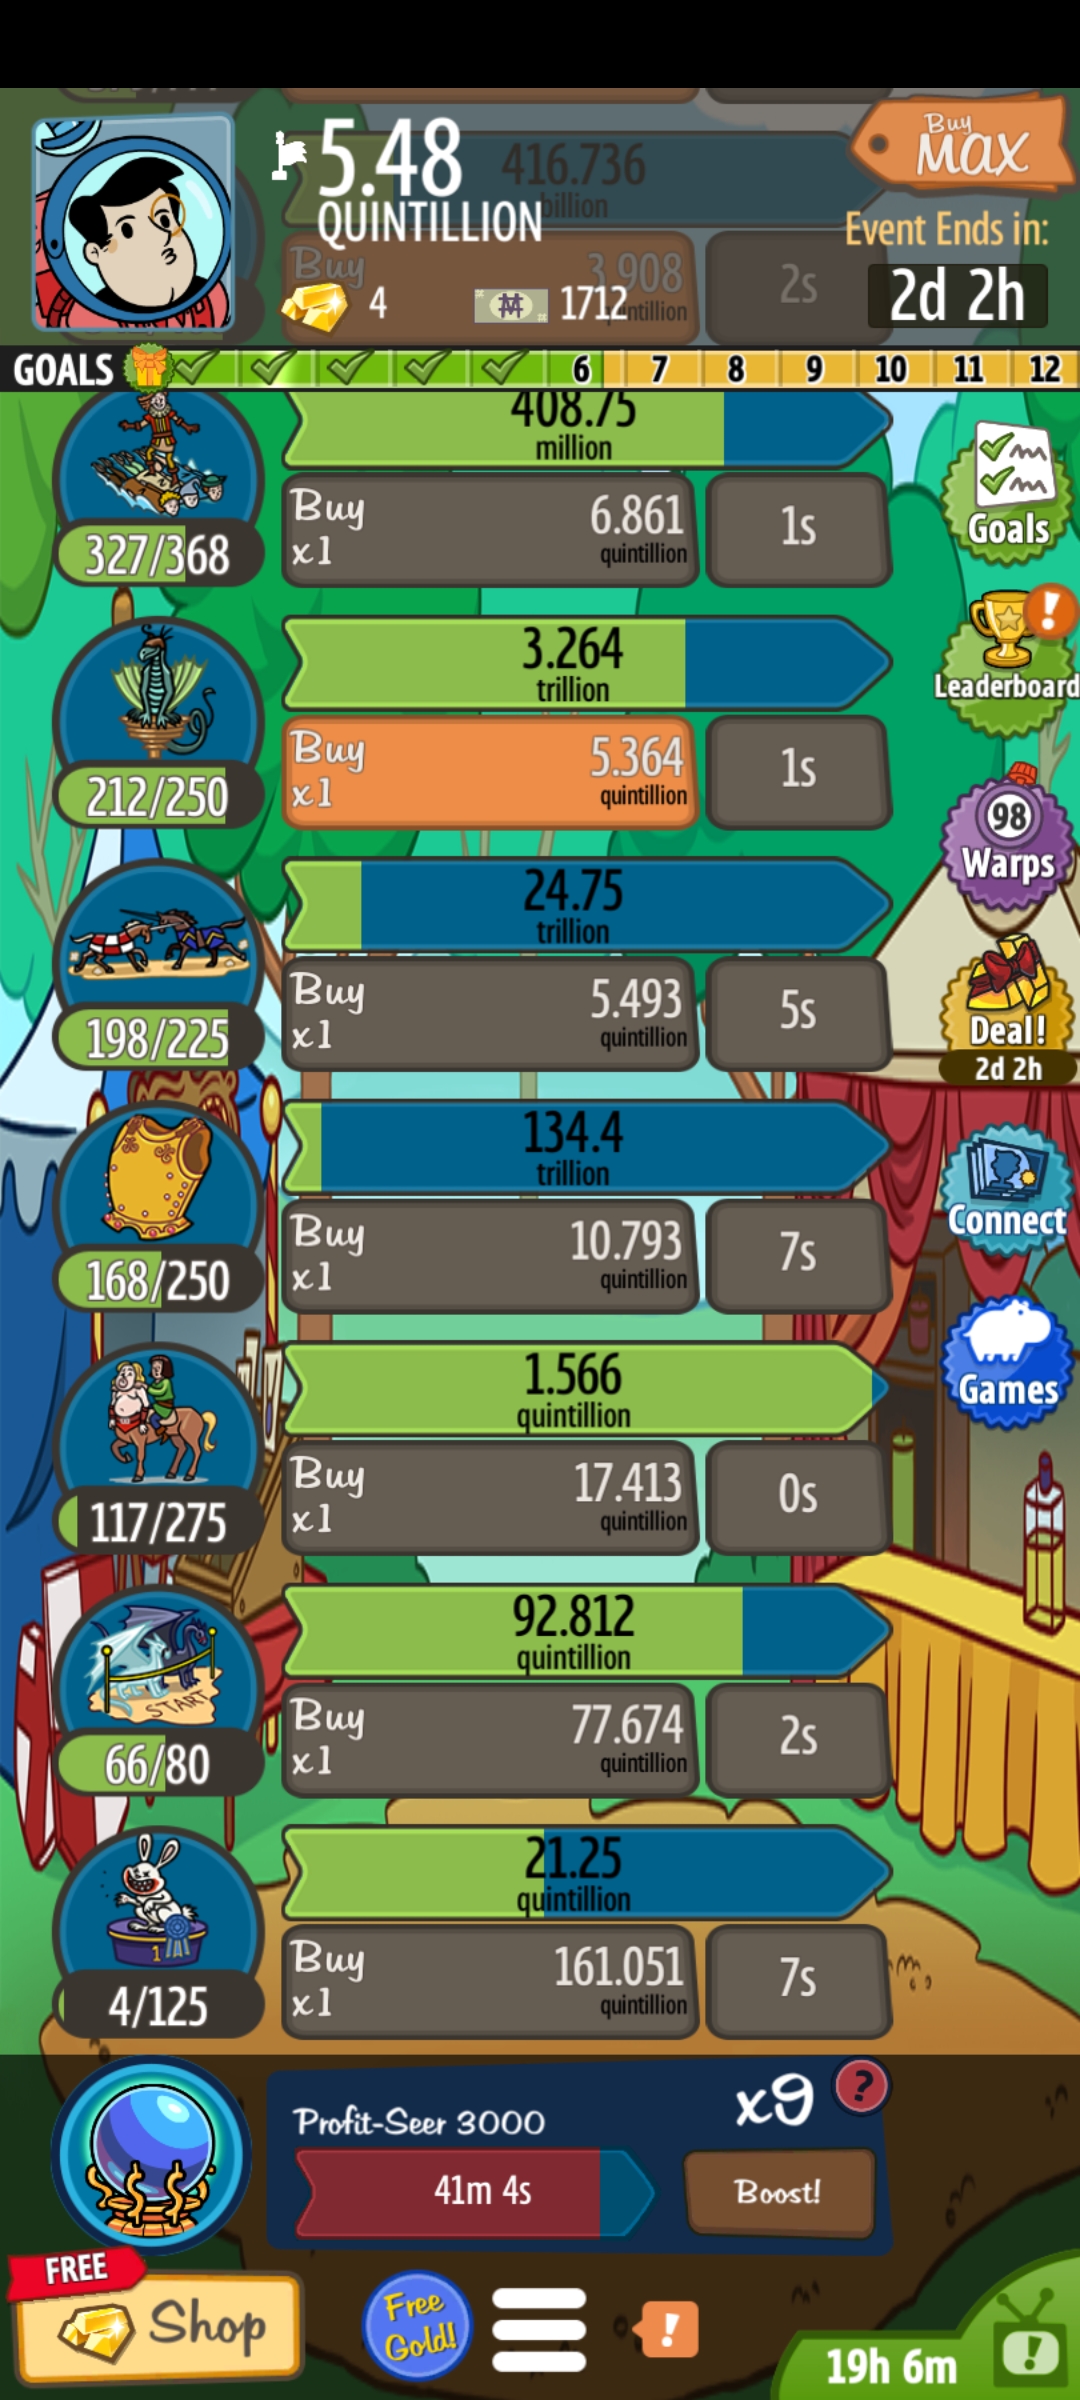 5.48
QUINTILLION
416.736
billion
Buy
MAX
Event Ends in:
2d 2h
Buy
3.908
2s
4
1712
GOALS 6 7 8 9 10 11 12
408.75
million
327/368
Buy
x1
6.861
quintillion
1s
Goals
3.264
trillion
212/250
Buy
x1
5.364
quintillion
1s
!
Leaderboard
24.75
trillion
198/225
Buy
x1
5.493
quintillion
5s
98
Warps
Deal!
2d 2h
134.4
trillion
168/250
Buy
x1
10.793
quintillion
7s
Connect
1.566
quintillion
117/275
Buy
x1
17.413
quintillion
0s
Games
92.812
quintillion
START
66/80
Buy
x1
77.674
quintillion
2s
21.25
quintillion
1
4/125
Buy
x1
161.051
quintillion
7s
Profit-Seer 3000
x9
?
41m 4s
Boost!
FREE
Shop
Free
Gold!
!
19h 6m
!